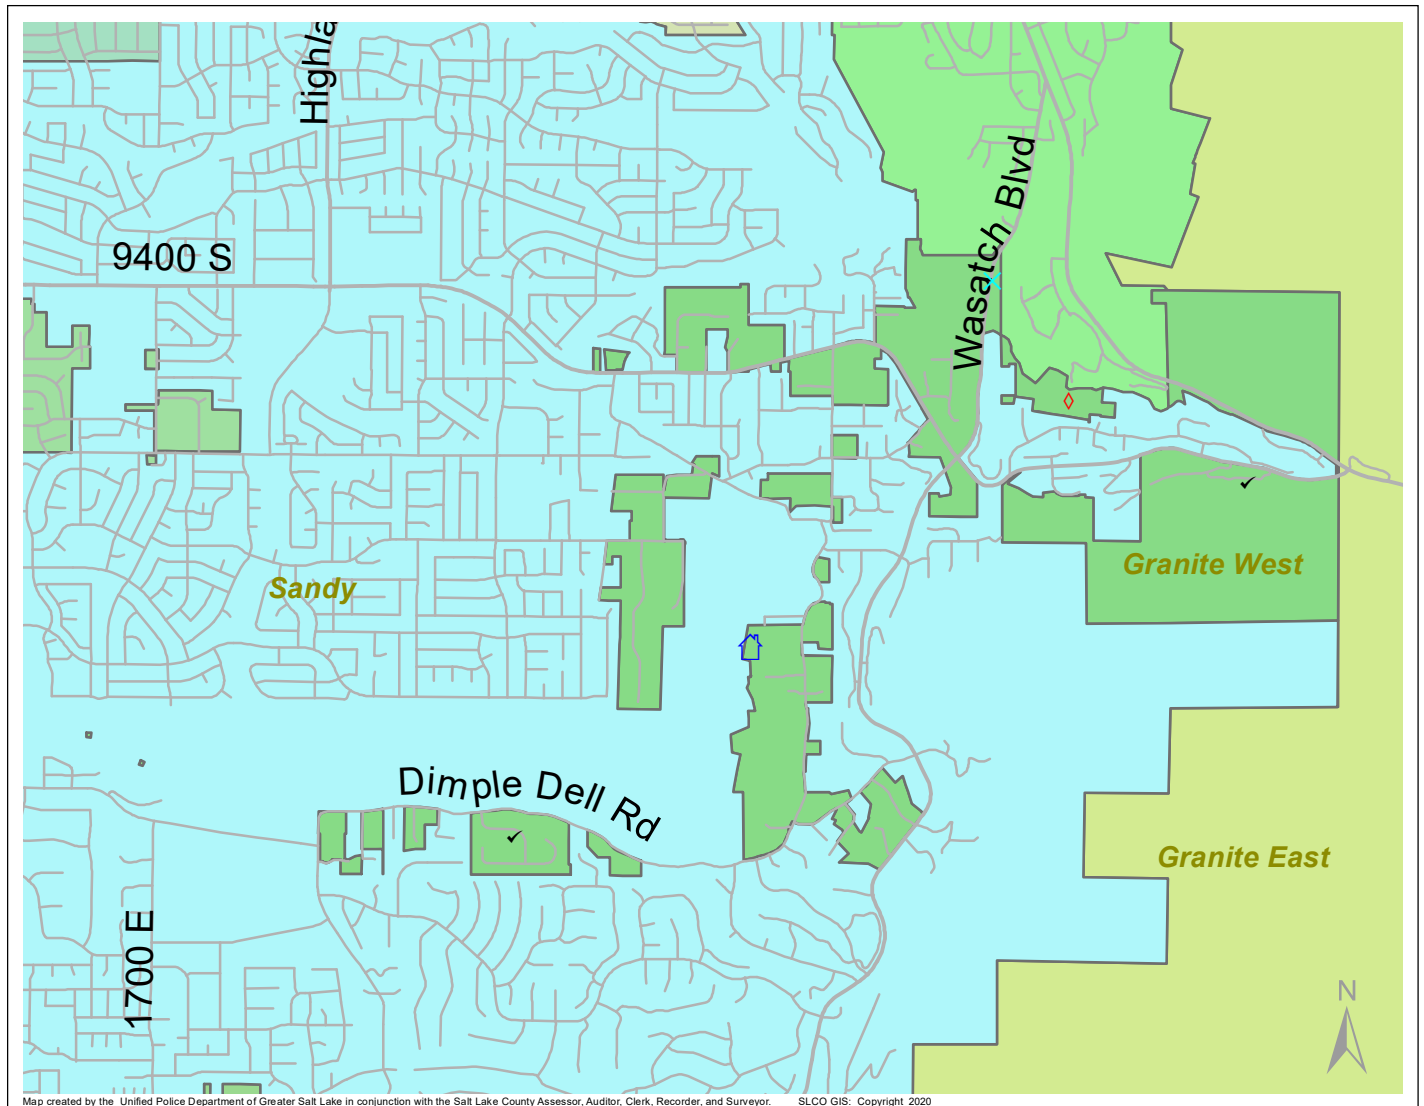 Highla
Wasatch Blvd
9400 S
Granite West
Sandy
Dimple Dell Rd
Granite East
1700 E
N
Map created by the Unified Police Department of Greater Salt Lake in conjunction with the Salt Lake County Assessor, Auditor, Clerk, Recorder, and Surveyor. SLCO GIS: Copyright 2020